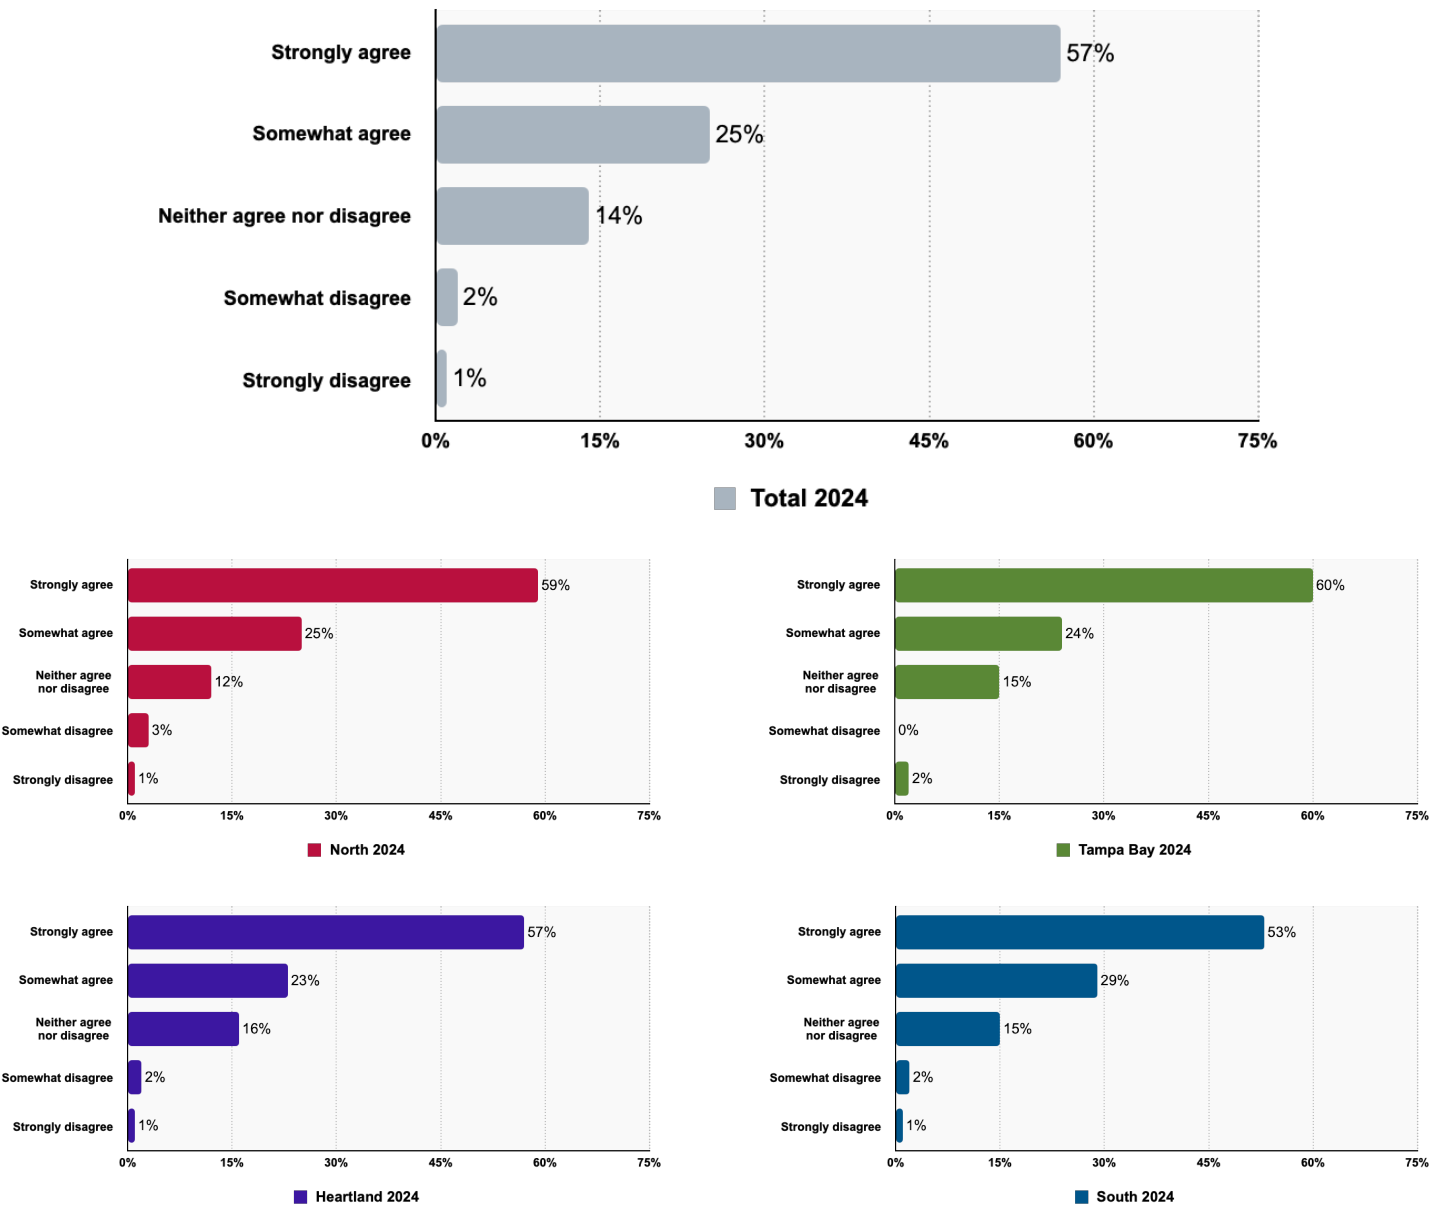 Strongly agree 57%
Somewhat agree 25%
Neither agree nor disagree 14%
Somewhat disagree 2%
Strongly disagree 1%
0% 15% 30% 45% 60% 75%
Total 2024
Strongly agree 59%
Somewhat agree 25%
Neither agree
nor disagree 12%
Somewhat disagree 3%
Strongly disagree 1%
0% 15% 30% 45% 60% 75%
North 2024
Strongly agree 60%
Somewhat agree 24%
Neither agree
nor disagree 15%
Somewhat disagree 0%
Strongly disagree 2%
0% 15% 30% 45% 60% 75%
Tampa Bay 2024
Strongly agree 57%
Somewhat agree 23%
Neither agree
nor disagree 16%
Somewhat disagree 2%
Strongly disagree 1%
0% 15% 30% 45% 60% 75%
Heartland 2024
Strongly agree 53%
Somewhat agree 29%
Neither agree
nor disagree 15%
Somewhat disagree 2%
Strongly disagree 1%
0% 15% 30% 45% 60% 75%
South 2024